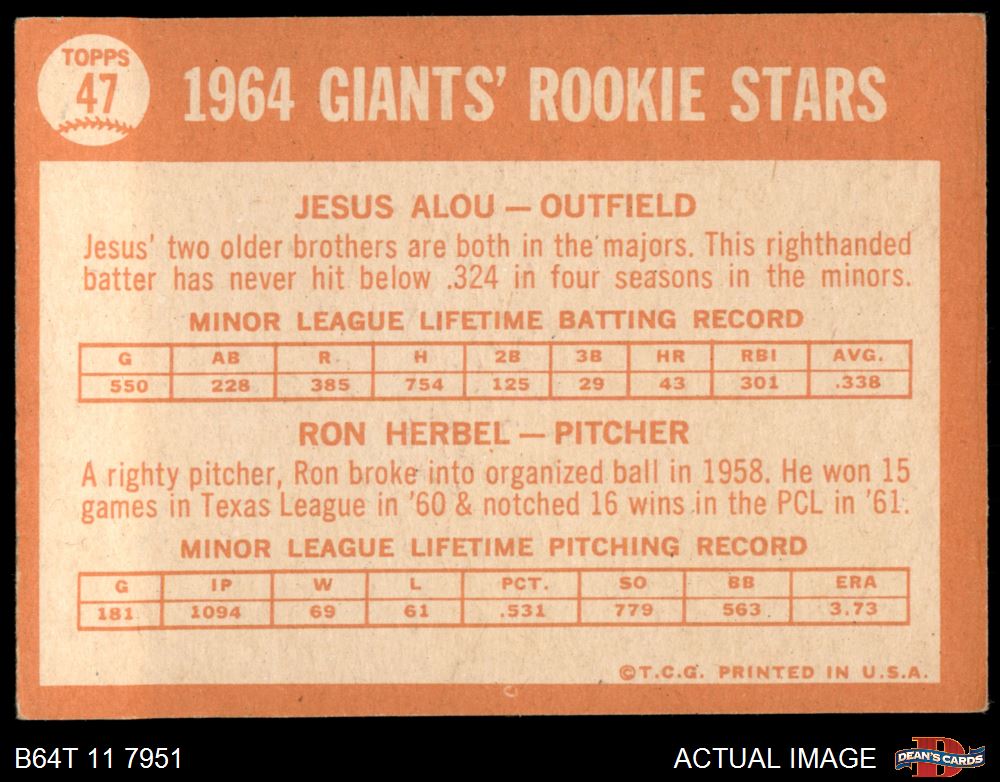 TOPPS
47
1964 GIANTS' ROOKIE STARS
JESUS ALOU — OUTFIELD
Jesus' two older brothers are both in the majors. This righthanded
batter has never hit below .324 in four seasons in the minors.
MINOR LEAGUE LIFETIME BATTING RECORD
G AB R H 2B 3B HR RBI AVG.
550 228 385 754 125 29 43 301 .338
RON HERBEL — PITCHER
A righty pitcher, Ron broke into organized ball in 1958. He won 15
games in Texas League in '60 & notched 16 wins in the PCL in '61.
MINOR LEAGUE LIFETIME PITCHING RECORD
G IP W L PCT. SO BB ERA
181 1094 69 61 .531 779 563 3.73
©T.C.G. PRINTED IN U.S.A.
B64T 11 7951
ACTUAL IMAGE
D
DEAN'S CARDS